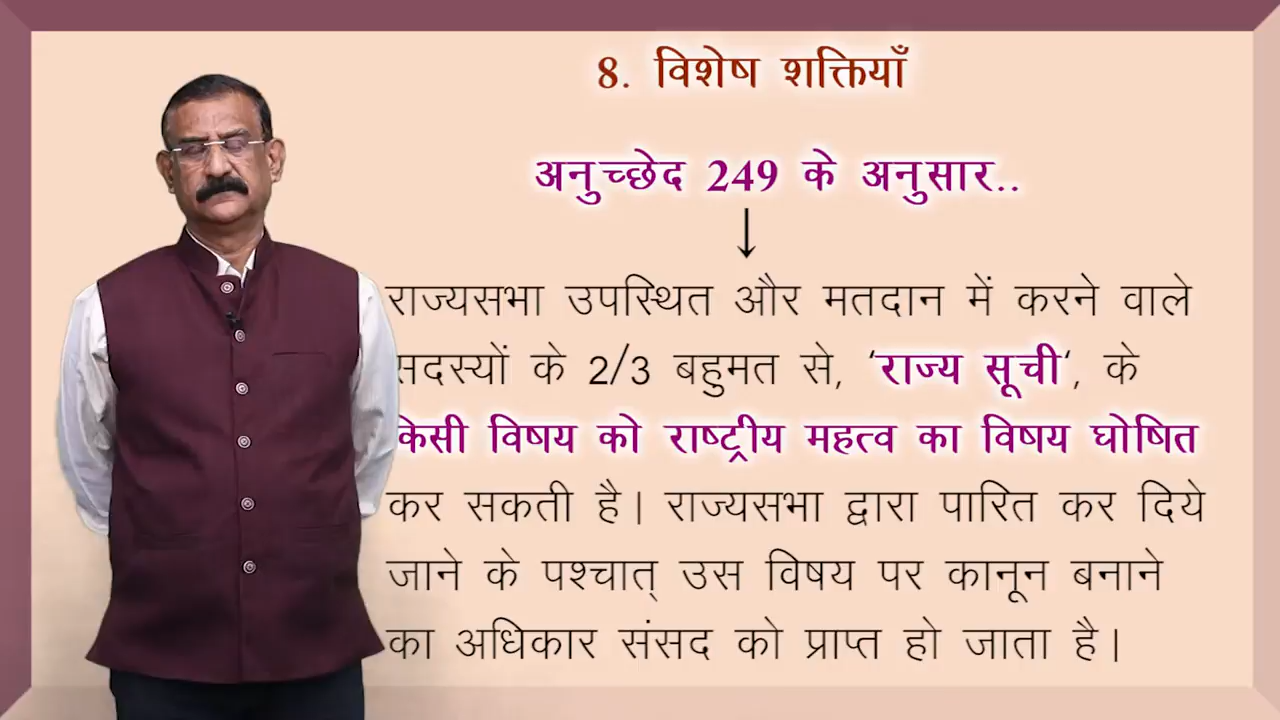 8. विशेष शक्तियाँ
अनुच्छेद 249 के अनुसार..
राज्यसभा उपस्थित और मतदान में करने वाले
सदस्यों के 2/3 बहुमत से, ‘राज्य सूची‘, के
किसी विषय को राष्ट्रीय महत्व का विषय घोषित
कर सकती है। राज्यसभा द्वारा पारित कर दिये
जाने के पश्चात् उस विषय पर कानून बनाने
का अधिकार संसद को प्राप्त हो जाता है।